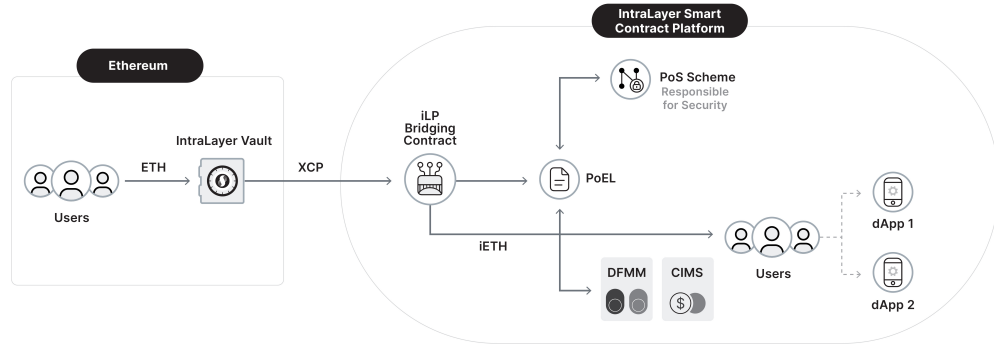 IntraLayer Smart
Contract Platform
Ethereum
PoS Scheme
Responsible
for Security
iLP
Bridging
Contract
IntraLayer Vault
ETH
XCP
PoEL
Users
iETH
dApp 1
DFMM
CIMS
$
Users
dApp 2